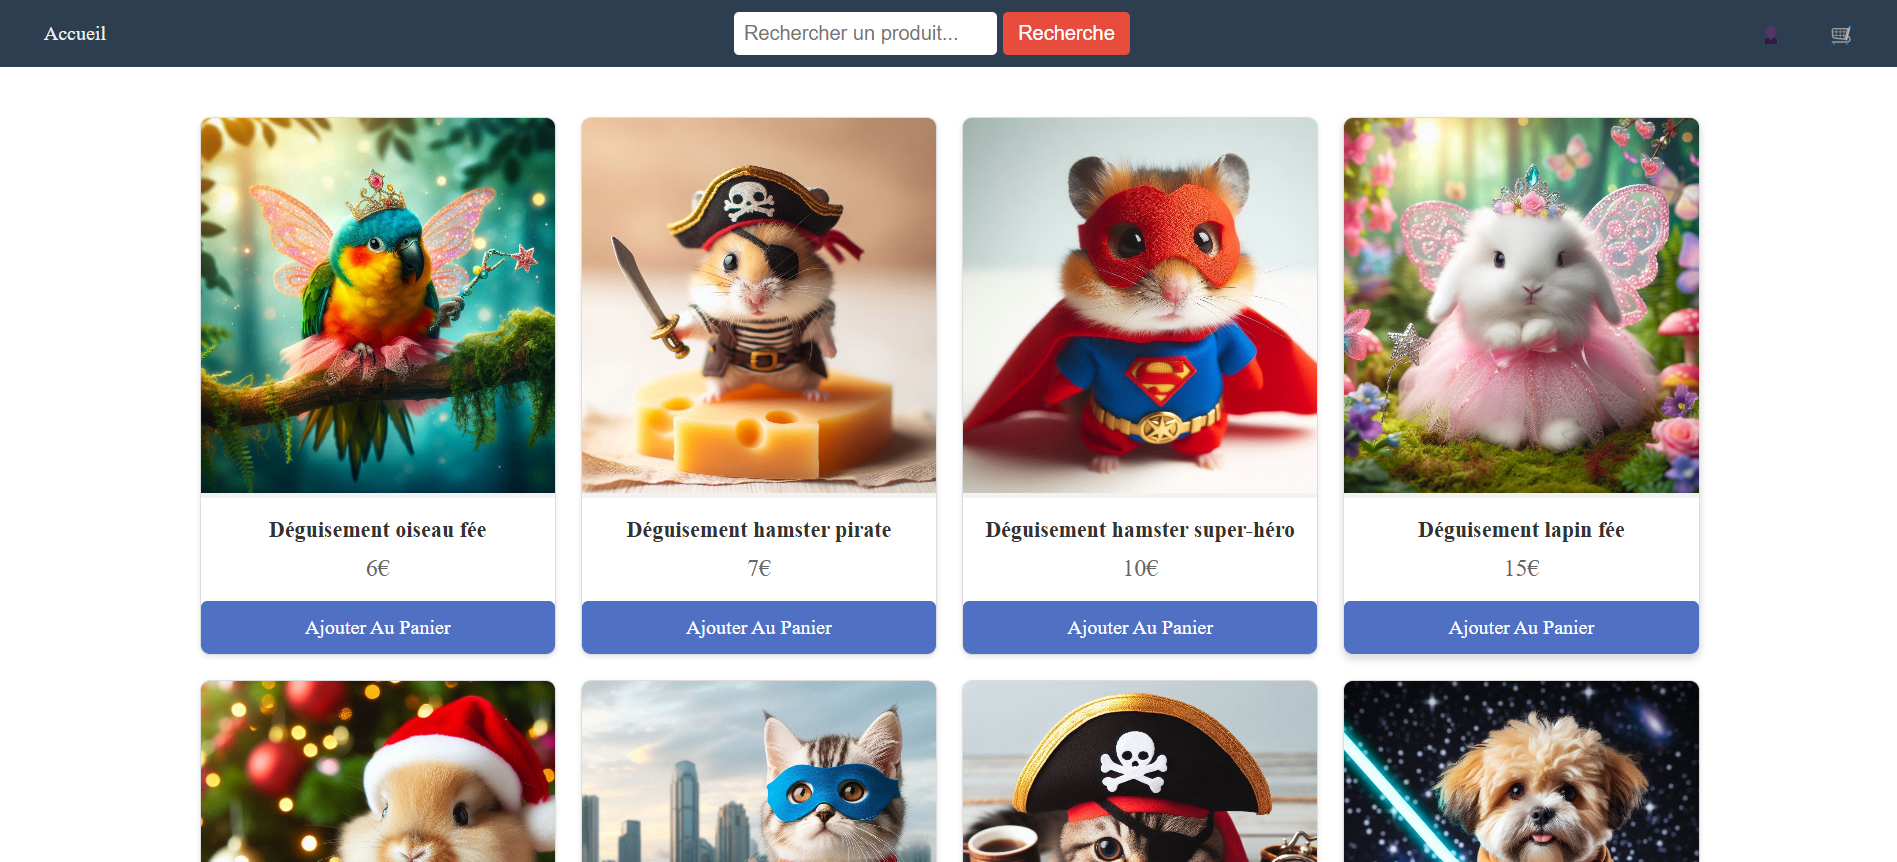 Accueil
Rechercher un produit...
Recherche
Déguisement oiseau fée
6€
Ajouter Au Panier
Déguisement hamster pirate
7€
Ajouter Au Panier
Déguisement hamster super-héro
10€
Ajouter Au Panier
Déguisement lapin fée
15€
Ajouter Au Panier